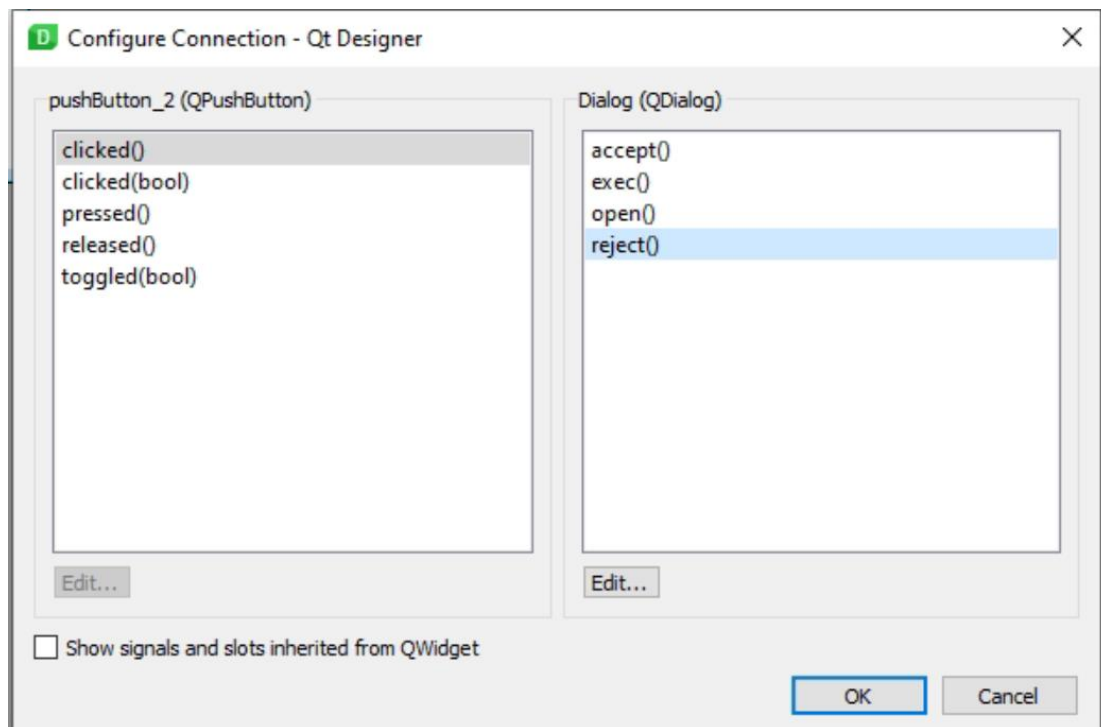 Configure Connection - Qt Designer
pushButton_2 (QPushButton)
clicked()
clicked(bool)
pressed()
released()
toggled(bool)
Edit...
Dialog (QDialog)
accept()
exec()
open()
reject()
Edit...
Show signals and slots inherited from QWidget
OK
Cancel